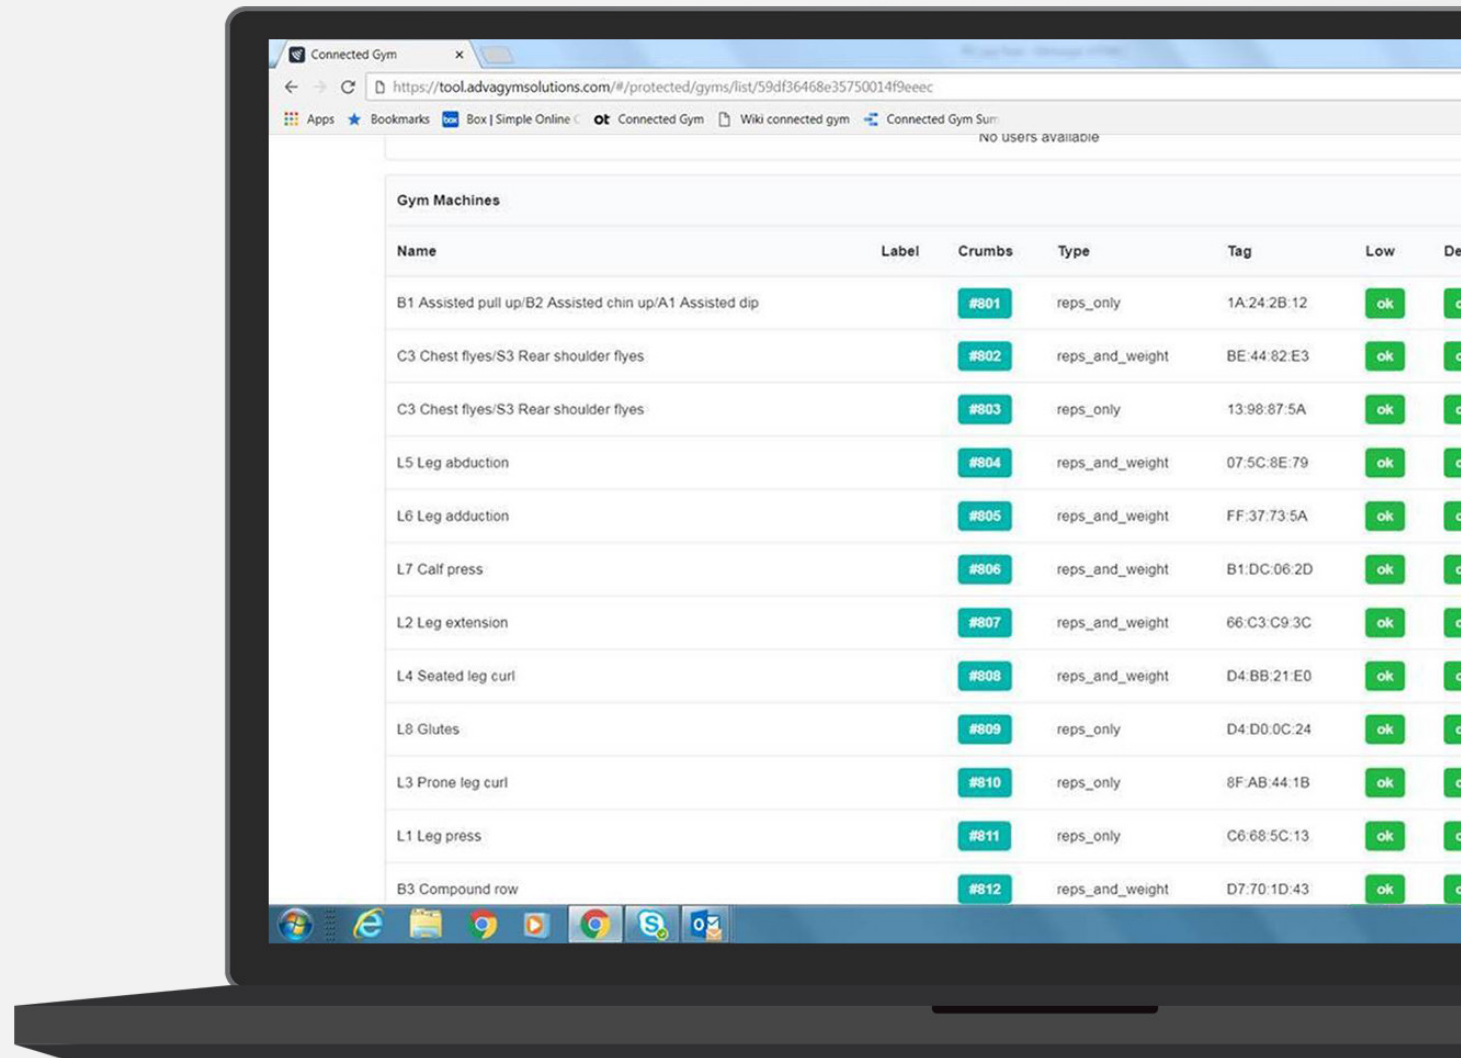 Connected Gym
https://tool.advagymsolutions.com/#/protected/gyms/list/59df36468e35750014f9eeec
Apps Bookmarks box Box | Simple Online C ot Connected Gym Wiki connected gym Connected Gym Sum
No users available
Gym Machines
Name Label Crumbs Type Tag Low De
B1 Assisted pull up/B2 Assisted chin up/A1 Assisted dip #801 reps_only 1A:24:2B:12 ok
C3 Chest flyes/S3 Rear shoulder flyes #802 reps_and_weight BE:44:82:E3 ok
C3 Chest flyes/S3 Rear shoulder flyes #803 reps_only 13:98:87:5A ok
L5 Leg abduction #804 reps_and_weight 07:5C:8E:79 ok
L6 Leg adduction #805 reps_and_weight FF:37:73:5A ok
L7 Calf press #806 reps_and_weight B1:DC:06:2D ok
L2 Leg extension #807 reps_and_weight 66:C3:C9:3C ok
L4 Seated leg curl #808 reps_and_weight D4:BB:21:E0 ok
L8 Glutes #809 reps_only D4:D0:0C:24 ok
L3 Prone leg curl #810 reps_only 8F:AB:44:1B ok
L1 Leg press #811 reps_only C6:68:5C:13 ok
B3 Compound row #812 reps_and_weight D7:70:1D:43 ok